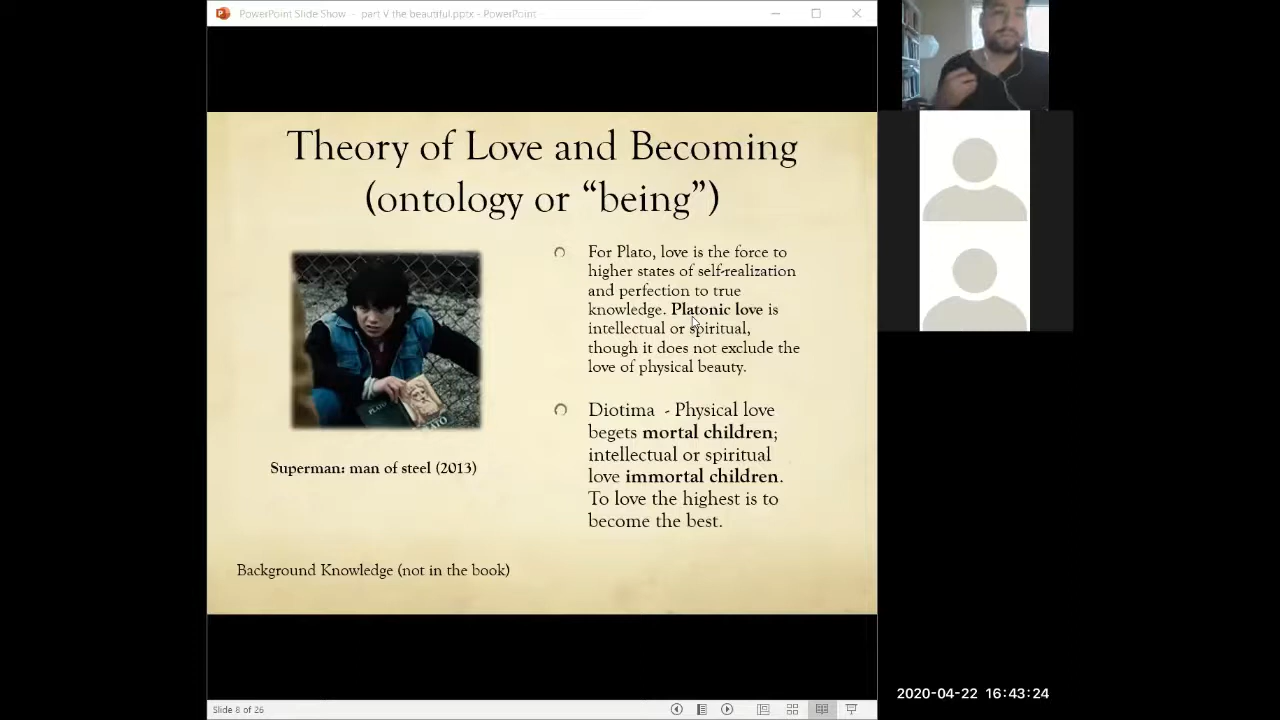 PowerPoint Slide Show - part V the beautiful.pptx - PowerPoint
Theory of Love and Becoming
(ontology or “being”)
For Plato, love is the force to
higher states of self-realization
and perfection to true
knowledge. Platonic love is
intellectual or spiritual,
though it does not exclude the
love of physical beauty.
PLATO
PLATO
Superman: man of steel (2013)
Diotima - Physical love
begets mortal children;
intellectual or spiritual
love immortal children.
To love the highest is to
become the best.
Background Knowledge (not in the book)
2020-04-22 16:43:24
Slide 8 of 26